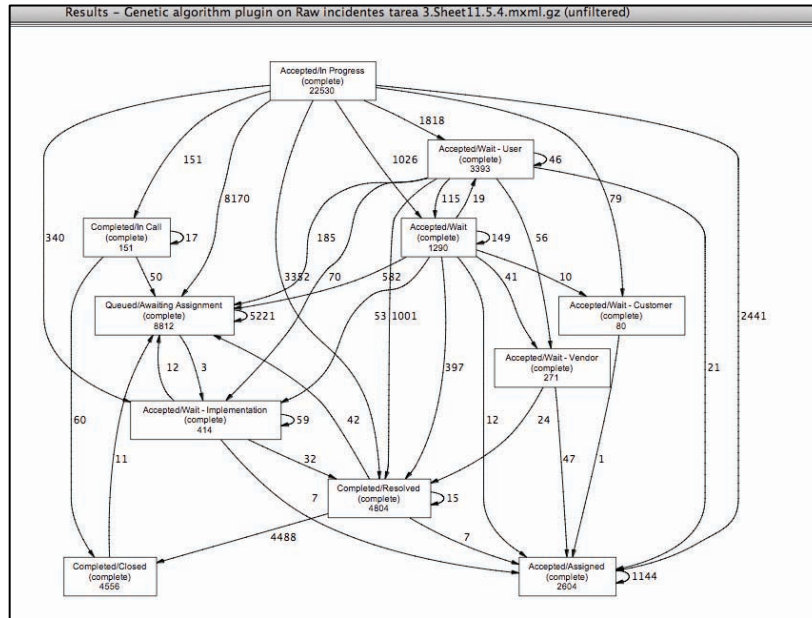 Results - Genetic algorithm plugin on Raw incidentes tarea 3.Sheet11.5.4.mxml.gz (unfiltered)
Accepted/In Progress
(complete)
22530
1818
Accepted/Wait - User
(complete)
3393
46
151
8170
1026
115
19
79
Completed/In Call
(complete)
151
17
340
185
Accepted/Wait
(complete)
1290
149
56
50
3352
70
582
41
10
Queued/Awaiting Assignment
(complete)
8812
5221
53
1001
Accepted/Wait - Customer
(complete)
80
2441
12
3
397
Accepted/Wait - Vendor
(complete)
271
21
Accepted/Wait - Implementation
(complete)
414
59
60
42
12
24
11
32
47
1
Completed/Resolved
(complete)
4804
15
7
4488
7
Completed/Closed
(complete)
4556
Accepted/Assigned
(complete)
2604
1144